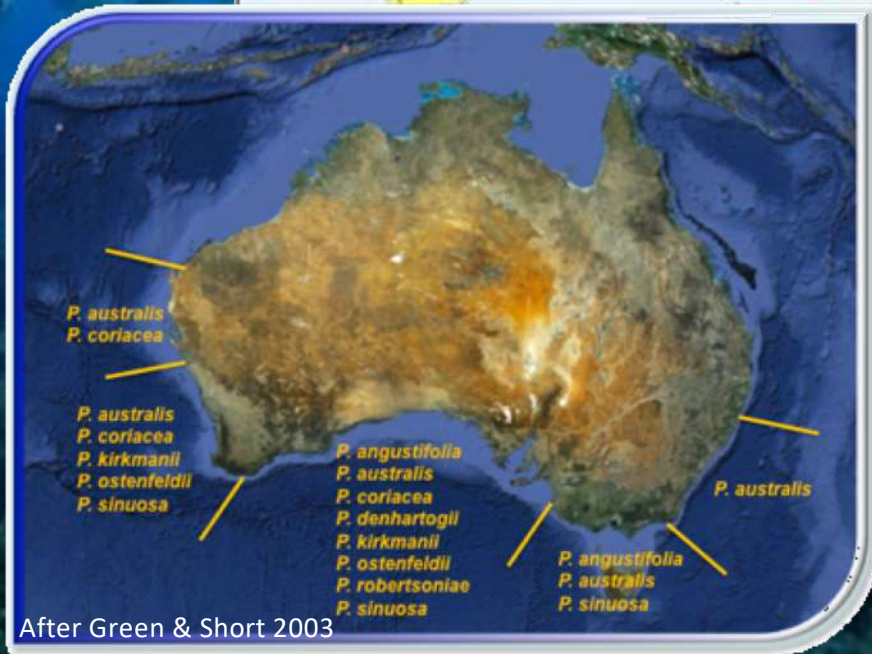 P. australis
P. coriacea
P. australis
P. coriacea
P. kirkmanii
P. ostenfeldii
P. sinuosa
P. angustifolia
P. australis
P. coriacea
P. denhartogii
P. kirkmanii
P. ostenfeldii
P. robertsoniae
P. sinuosa
P. angustifolia
P. australis
P. sinuosa
P. australis
After Green & Short 2003